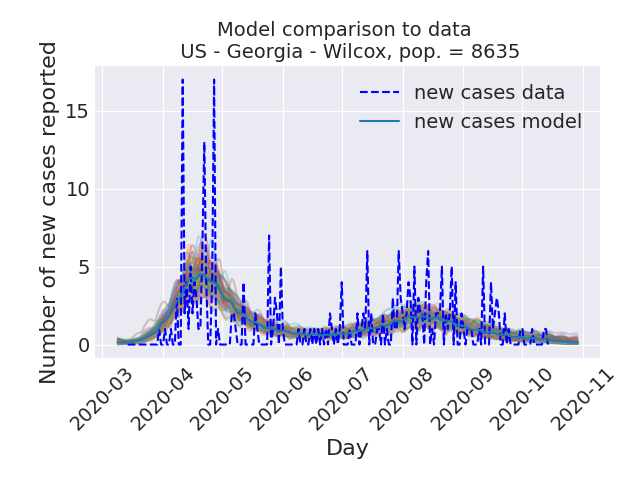 Model comparison to data
US - Georgia - Wilcox, pop. = 8635
Number of new cases reported
15
10
5
0
new cases data
new cases model
2020-03
2020-04
2020-05
2020-06
2020-07
2020-08
2020-09
2020-10
2020-11
Day